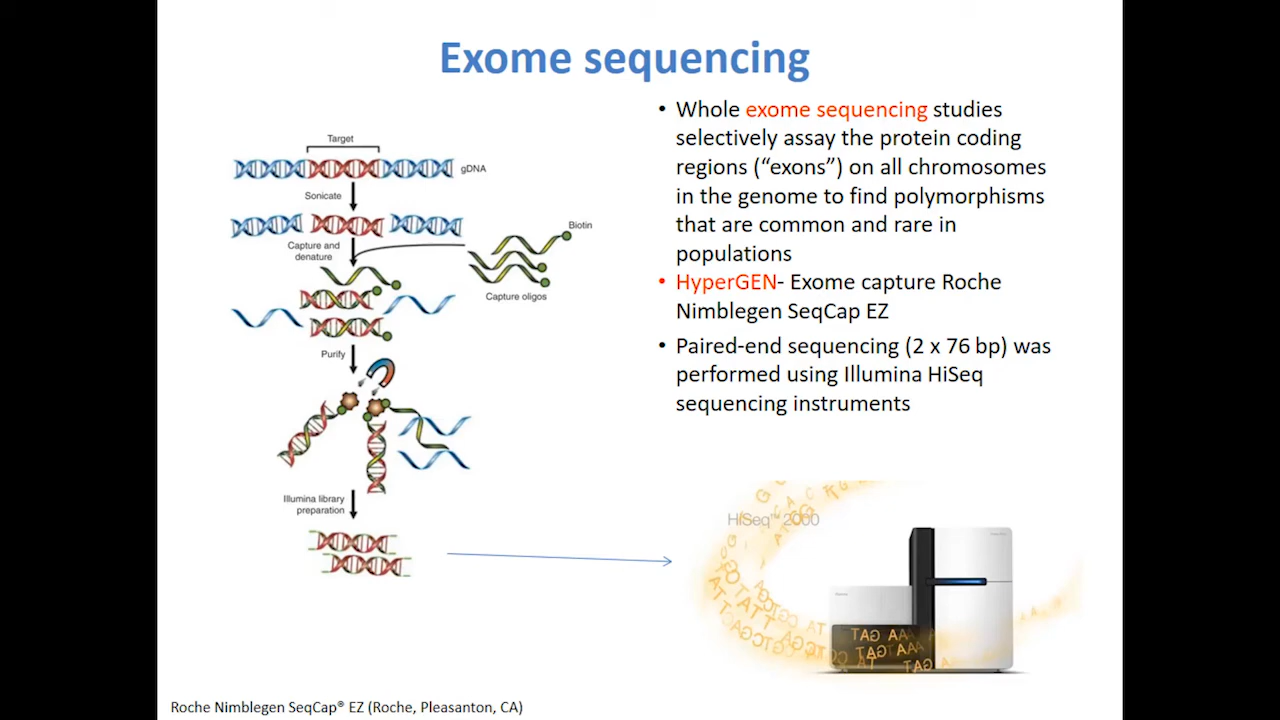 Exome sequencing
Target
gDNA
Sonicate
Capture and
denature
Biotin
Capture oligos
Purify
Illumina library
preparation
• Whole exome sequencing studies
selectively assay the protein coding
regions (“exons”) on all chromosomes
in the genome to find polymorphisms
that are common and rare in
populations
• HyperGEN- Exome capture Roche
Nimblegen SeqCap EZ
• Paired-end sequencing (2 x 76 bp) was
performed using Illumina HiSeq
sequencing instruments
HiSeq™ 2000
Roche Nimblegen SeqCap® EZ (Roche, Pleasanton, CA)